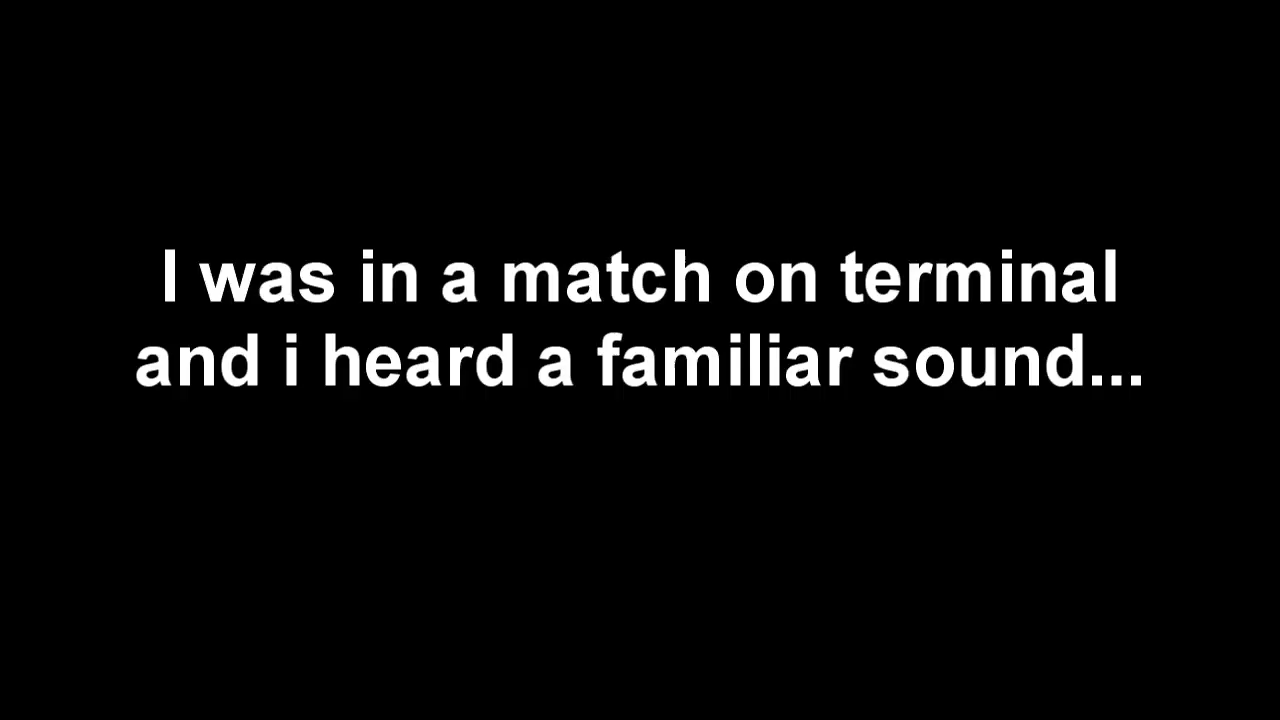 I was in a match on terminal
and i heard a familiar sound...